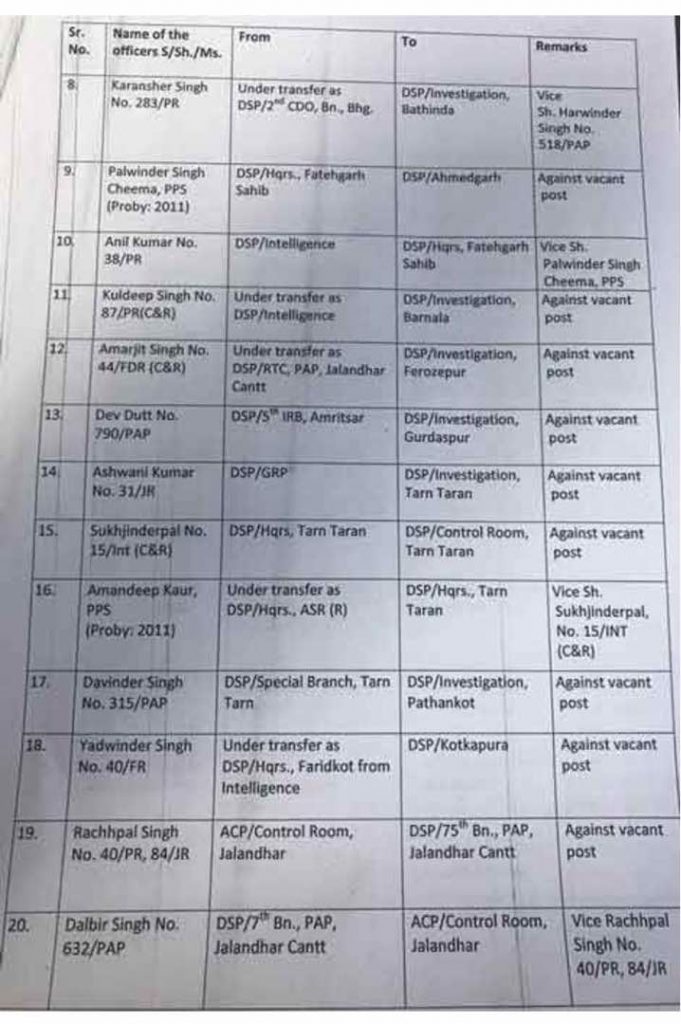 Sr. No.
Name of the officers S/Sh./Ms.
From
To
Remarks
8.
Karansher Singh
No. 283/PR
Under transfer as
DSP/2nd CDO, Bn., Bhg.
DSP/Investigation,
Bathinda
Vice
Sh. Harwinder
Singh No.
518/PAP
9.
Palwinder Singh
Cheema, PPS
(Proby: 2011)
DSP/Hqrs., Fatehgarh
Sahib
DSP/Ahmedgarh
Against vacant
post
10.
Anil Kumar No.
38/PR
DSP/Intelligence
DSP/Hqrs, Fatehgarh
Sahib
Vice Sh.
Palwinder Singh
Cheema, PPS
11.
Kuldeep Singh No.
87/PR(C&R)
Under transfer as
DSP/Intelligence
DSP/Investigation,
Barnala
Against vacant
post
12.
Amarjit Singh No.
44/FDR (C&R)
Under transfer as
DSP/RTC, PAP, Jalandhar
Cantt
DSP/Investigation,
Ferozepur
Against vacant
post
13.
Dev Dutt No.
790/PAP
DSP/5th IRB, Amritsar
DSP/Investigation,
Gurdaspur
Against vacant
post
14.
Ashwani Kumar
No. 31/JR
DSP/GRP
DSP/Investigation,
Tarn Taran
Against vacant
post
15.
Sukhjinderpal No.
15/Int (C&R)
DSP/Hqrs, Tarn Taran
DSP/Control Room,
Tarn Taran
Against vacant
post
16.
Amandeep Kaur,
PPS
(Proby: 2011)
Under transfer as
DSP/Hqrs., ASR (R)
DSP/Hqrs., Tarn
Taran
Vice Sh.
Sukhjinderpal,
No. 15/INT
(C&R)
17.
Davinder Singh
No. 315/PAP
DSP/Special Branch, Tarn
Tarn
DSP/Investigation,
Pathankot
Against vacant
post
18.
Yadwinder Singh
No. 40/FR
Under transfer as
DSP/Hqrs., Faridkot from
Intelligence
DSP/Kotkapura
Against vacant
post
19.
Rachhpal Singh
No. 40/PR, 84/JR
ACP/Control Room,
Jalandhar
DSP/75th Bn., PAP,
Jalandhar Cantt
Against vacant
post
20.
Dalbir Singh No.
632/PAP
DSP/7th Bn., PAP,
Jalandhar Cantt
ACP/Control Room,
Jalandhar
Vice Rachhpal
Singh No.
40/PR, 84/JR